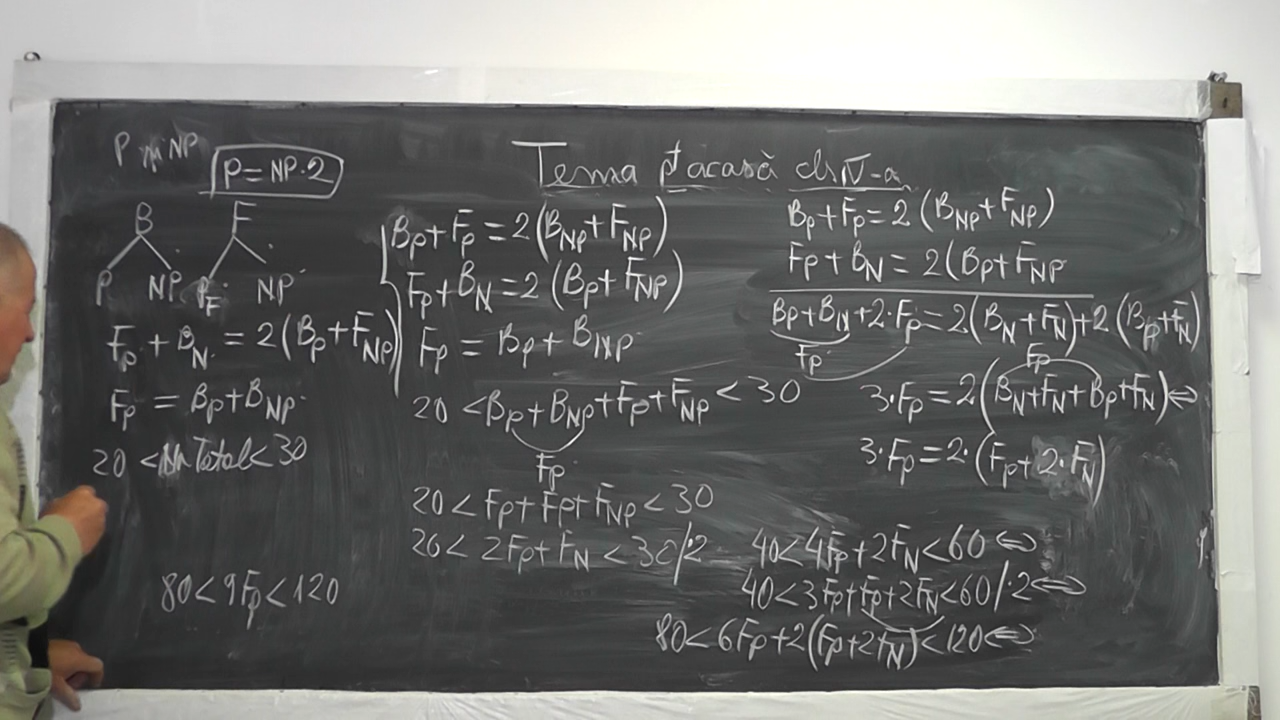 P NP
P = NP·2
Tema acasă cl. IV-a
B F
P NP PF NP
Fp + BN = 2(Bp+FNP)
Fp = Bp+BNP
20 < Nr Total < 30
80<9Fp<120
Bp+Fp = 2(BNP+FNP)
Fp+BN = 2(Bp+FNP)
Fp = Bp+BNP
20 <Bp+BNP+Fp+FNP < 30
Fp
20 < Fp+Fp+FNP < 30
20 < 2Fp+FN < 30/·2
Bp+Fp = 2 (BNP+FNP)
Fp+BN = 2(Bp+FNP
Bp+BN+2·Fp=2(BN+FN)+2(Bp+FN)
Fp
Fp
3·Fp=2(BN+FN+Bp+FN)⇔
3·Fp=2·(Fp+2·FN)
40<4Fp+2FN<60 ⇔
40<3Fp+Fp+2FN<60/·2⇔
80<6Fp+2(Fp+2FN)<120⇔